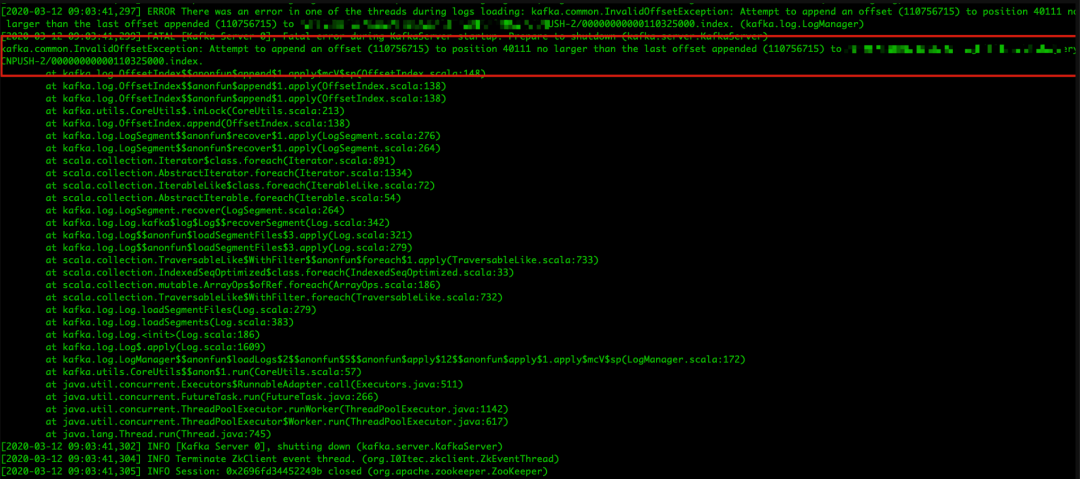 [2020-03-12 09:03:41,297] ERROR There was an error in one of the threads during logs loading: kafka.common.InvalidOffsetException: Attempt to append an offset (110756715) to position 40111 no
larger than the last offset appended (110756715) to USH-2/00000000000110325000.index. (kafka.log.LogManager)
[2020-03-12 09:03:41,299] FATAL [Kafka Server 0], Fatal error during KafkaServer startup. Prepare to shutdown (kafka.server.KafkaServer)
kafka.common.InvalidOffsetException: Attempt to append an offset (110756715) to position 40111 no larger than the last offset appended (110756715) to
CNPUSH-2/00000000000110325000.index.
at kafka.log.OffsetIndex$$anonfun$append$1.apply$mcV$sp(OffsetIndex.scala:148)
at kafka.log.OffsetIndex$$anonfun$append$1.apply(OffsetIndex.scala:138)
at kafka.log.OffsetIndex$$anonfun$append$1.apply(OffsetIndex.scala:138)
at kafka.utils.CoreUtils$.inLock(CoreUtils.scala:213)
at kafka.log.OffsetIndex.append(OffsetIndex.scala:138)
at kafka.log.LogSegment$$anonfun$recover$1.apply(LogSegment.scala:276)
at kafka.log.LogSegment$$anonfun$recover$1.apply(LogSegment.scala:264)
at scala.collection.Iterator$class.foreach(Iterator.scala:891)
at scala.collection.AbstractIterator.foreach(Iterator.scala:1334)
at scala.collection.IterableLike$class.foreach(IterableLike.scala:72)
at scala.collection.AbstractIterable.foreach(Iterable.scala:54)
at kafka.log.LogSegment.recover(LogSegment.scala:264)
at kafka.log.Log.kafka$log$Log$$recoverSegment(Log.scala:342)
at kafka.log.Log$$anonfun$loadSegmentFiles$3.apply(Log.scala:321)
at kafka.log.Log$$anonfun$loadSegmentFiles$3.apply(Log.scala:279)
at scala.collection.TraversableLike$WithFilter$$anonfun$foreach$1.apply(TraversableLike.scala:733)
at scala.collection.IndexedSeqOptimized$class.foreach(IndexedSeqOptimized.scala:33)
at scala.collection.mutable.ArrayOps$ofRef.foreach(ArrayOps.scala:186)
at scala.collection.TraversableLike$WithFilter.foreach(TraversableLike.scala:732)
at kafka.log.Log.loadSegmentFiles(Log.scala:279)
at kafka.log.Log.loadSegments(Log.scala:383)
at kafka.log.Log.<init>(Log.scala:186)
at kafka.log.Log$.apply(Log.scala:1609)
at kafka.log.LogManager$$anonfun$loadLogs$2$$anonfun$5$$anonfun$apply$12$$anonfun$apply$1.apply$mcV$sp(LogManager.scala:172)
at kafka.utils.CoreUtils$$anon$1.run(CoreUtils.scala:57)
at java.util.concurrent.Executors$RunnableAdapter.call(Executors.java:511)
at java.util.concurrent.FutureTask.run(FutureTask.java:266)
at java.util.concurrent.ThreadPoolExecutor.runWorker(ThreadPoolExecutor.java:1142)
at java.util.concurrent.ThreadPoolExecutor$Worker.run(ThreadPoolExecutor.java:617)
at java.lang.Thread.run(Thread.java:745)
[2020-03-12 09:03:41,302] INFO [Kafka Server 0], shutting down (kafka.server.KafkaServer)
[2020-03-12 09:03:41,304] INFO Terminate ZkClient event thread. (org.I0Itec.zkclient.ZkEventThread)
[2020-03-12 09:03:41,305] INFO Session: 0x2696fd34452249b closed (org.apache.zookeeper.ZooKeeper)